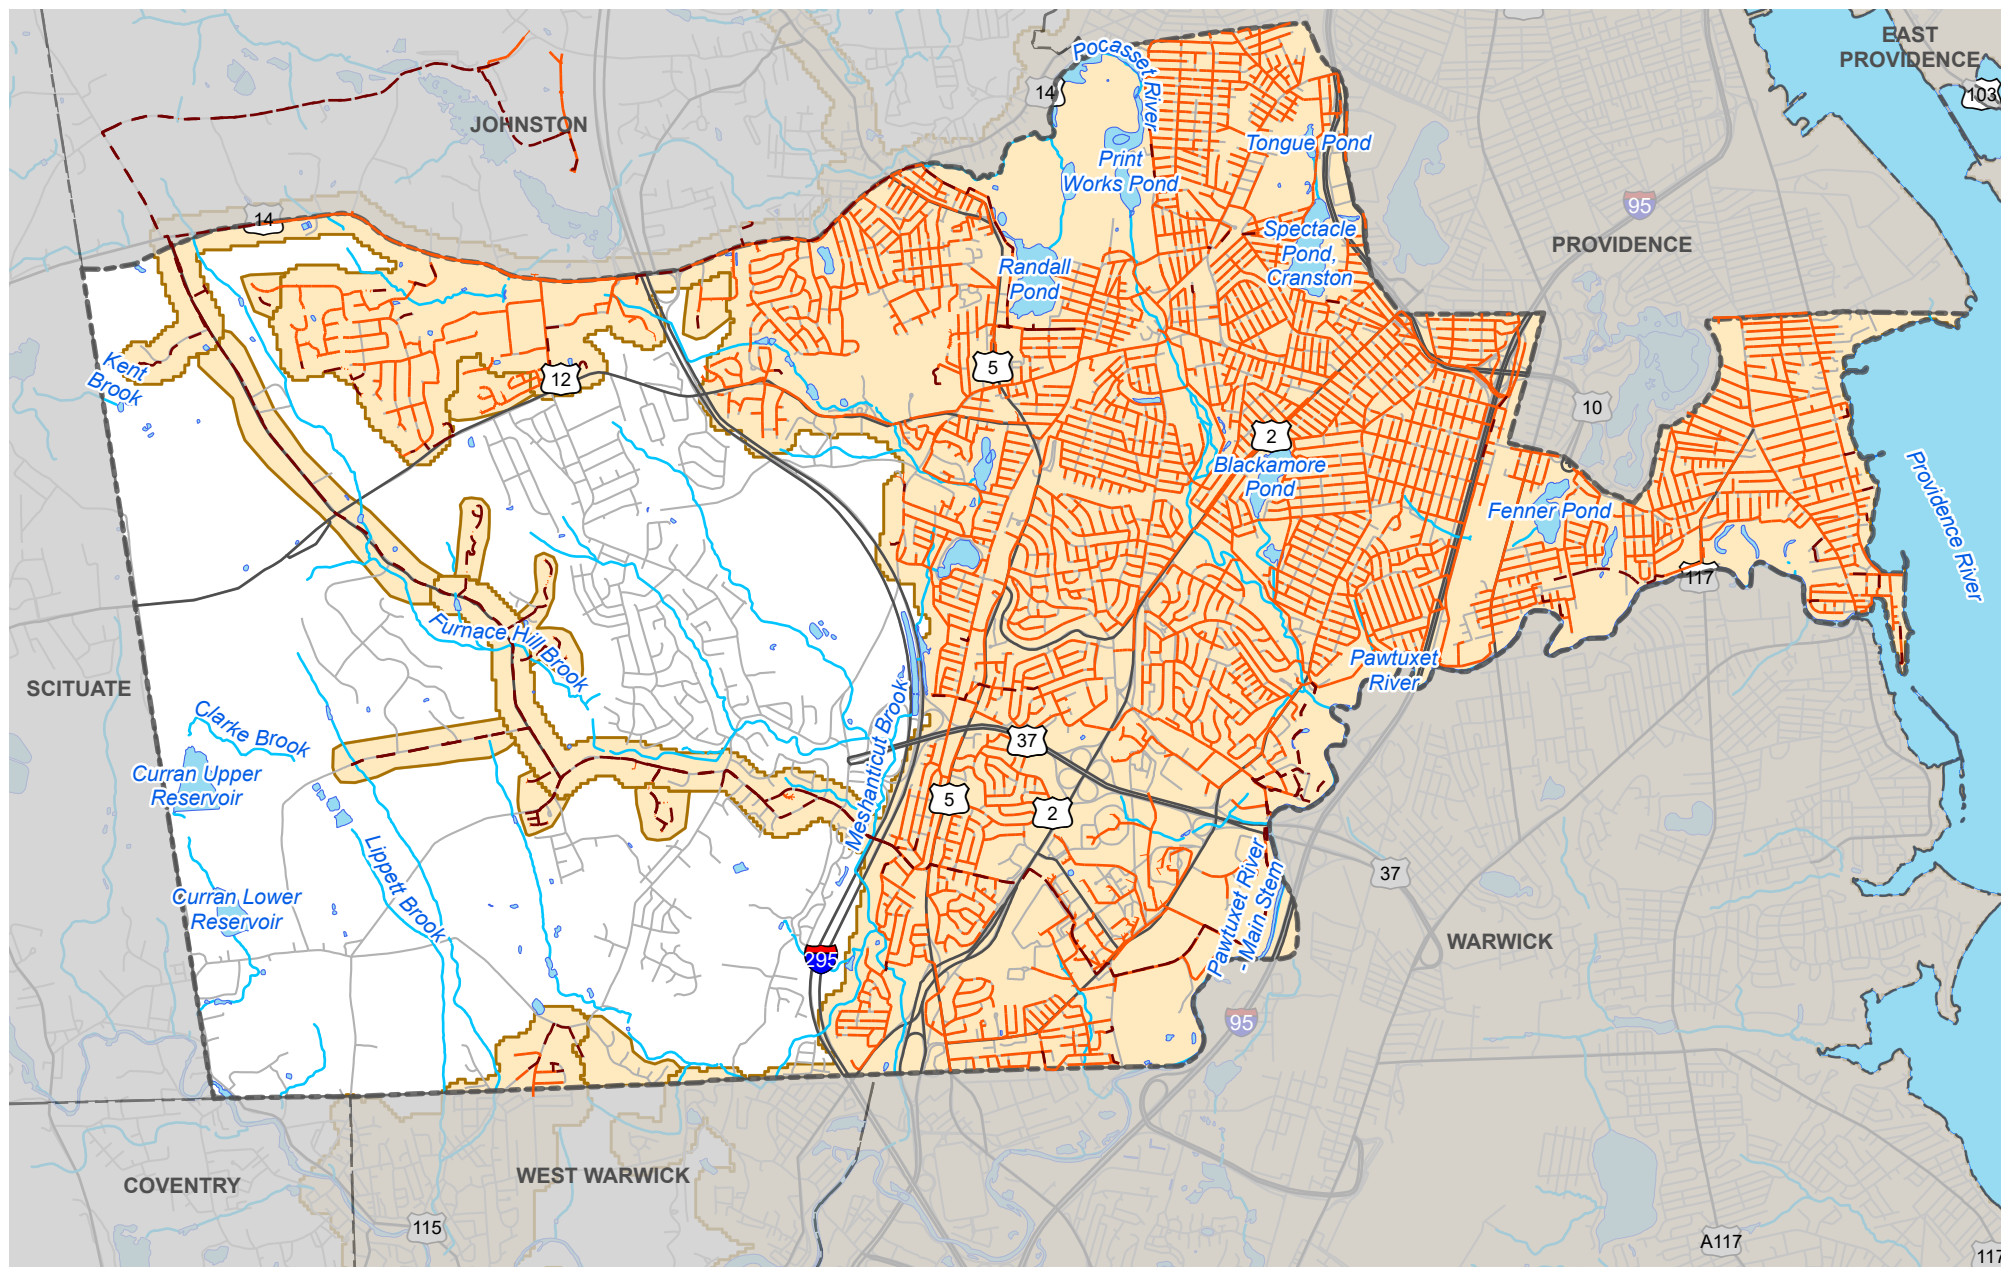 EAST
PROVIDENCE
103
Pocasset River
14
JOHNSTON
Tongue Pond
Print
Works Pond
95
14
Spectacle
Pond,
Cranston
PROVIDENCE
Randall
Pond
Kent
Brook
12
5
10
2
Blackamore
Pond
Providence River
Fenner Pond
117
Furnace Hill Brook
Pawtuxet
River
SCITUATE
Clarke Brook
Meshanticut Brook
37
Curran Upper
Reservoir
5
2
Lippett Brook
37
Curran Lower
Reservoir
Pawtuxet River
- Main Stem
WARWICK
295
95
COVENTRY
WEST WARWICK
115
A117
117